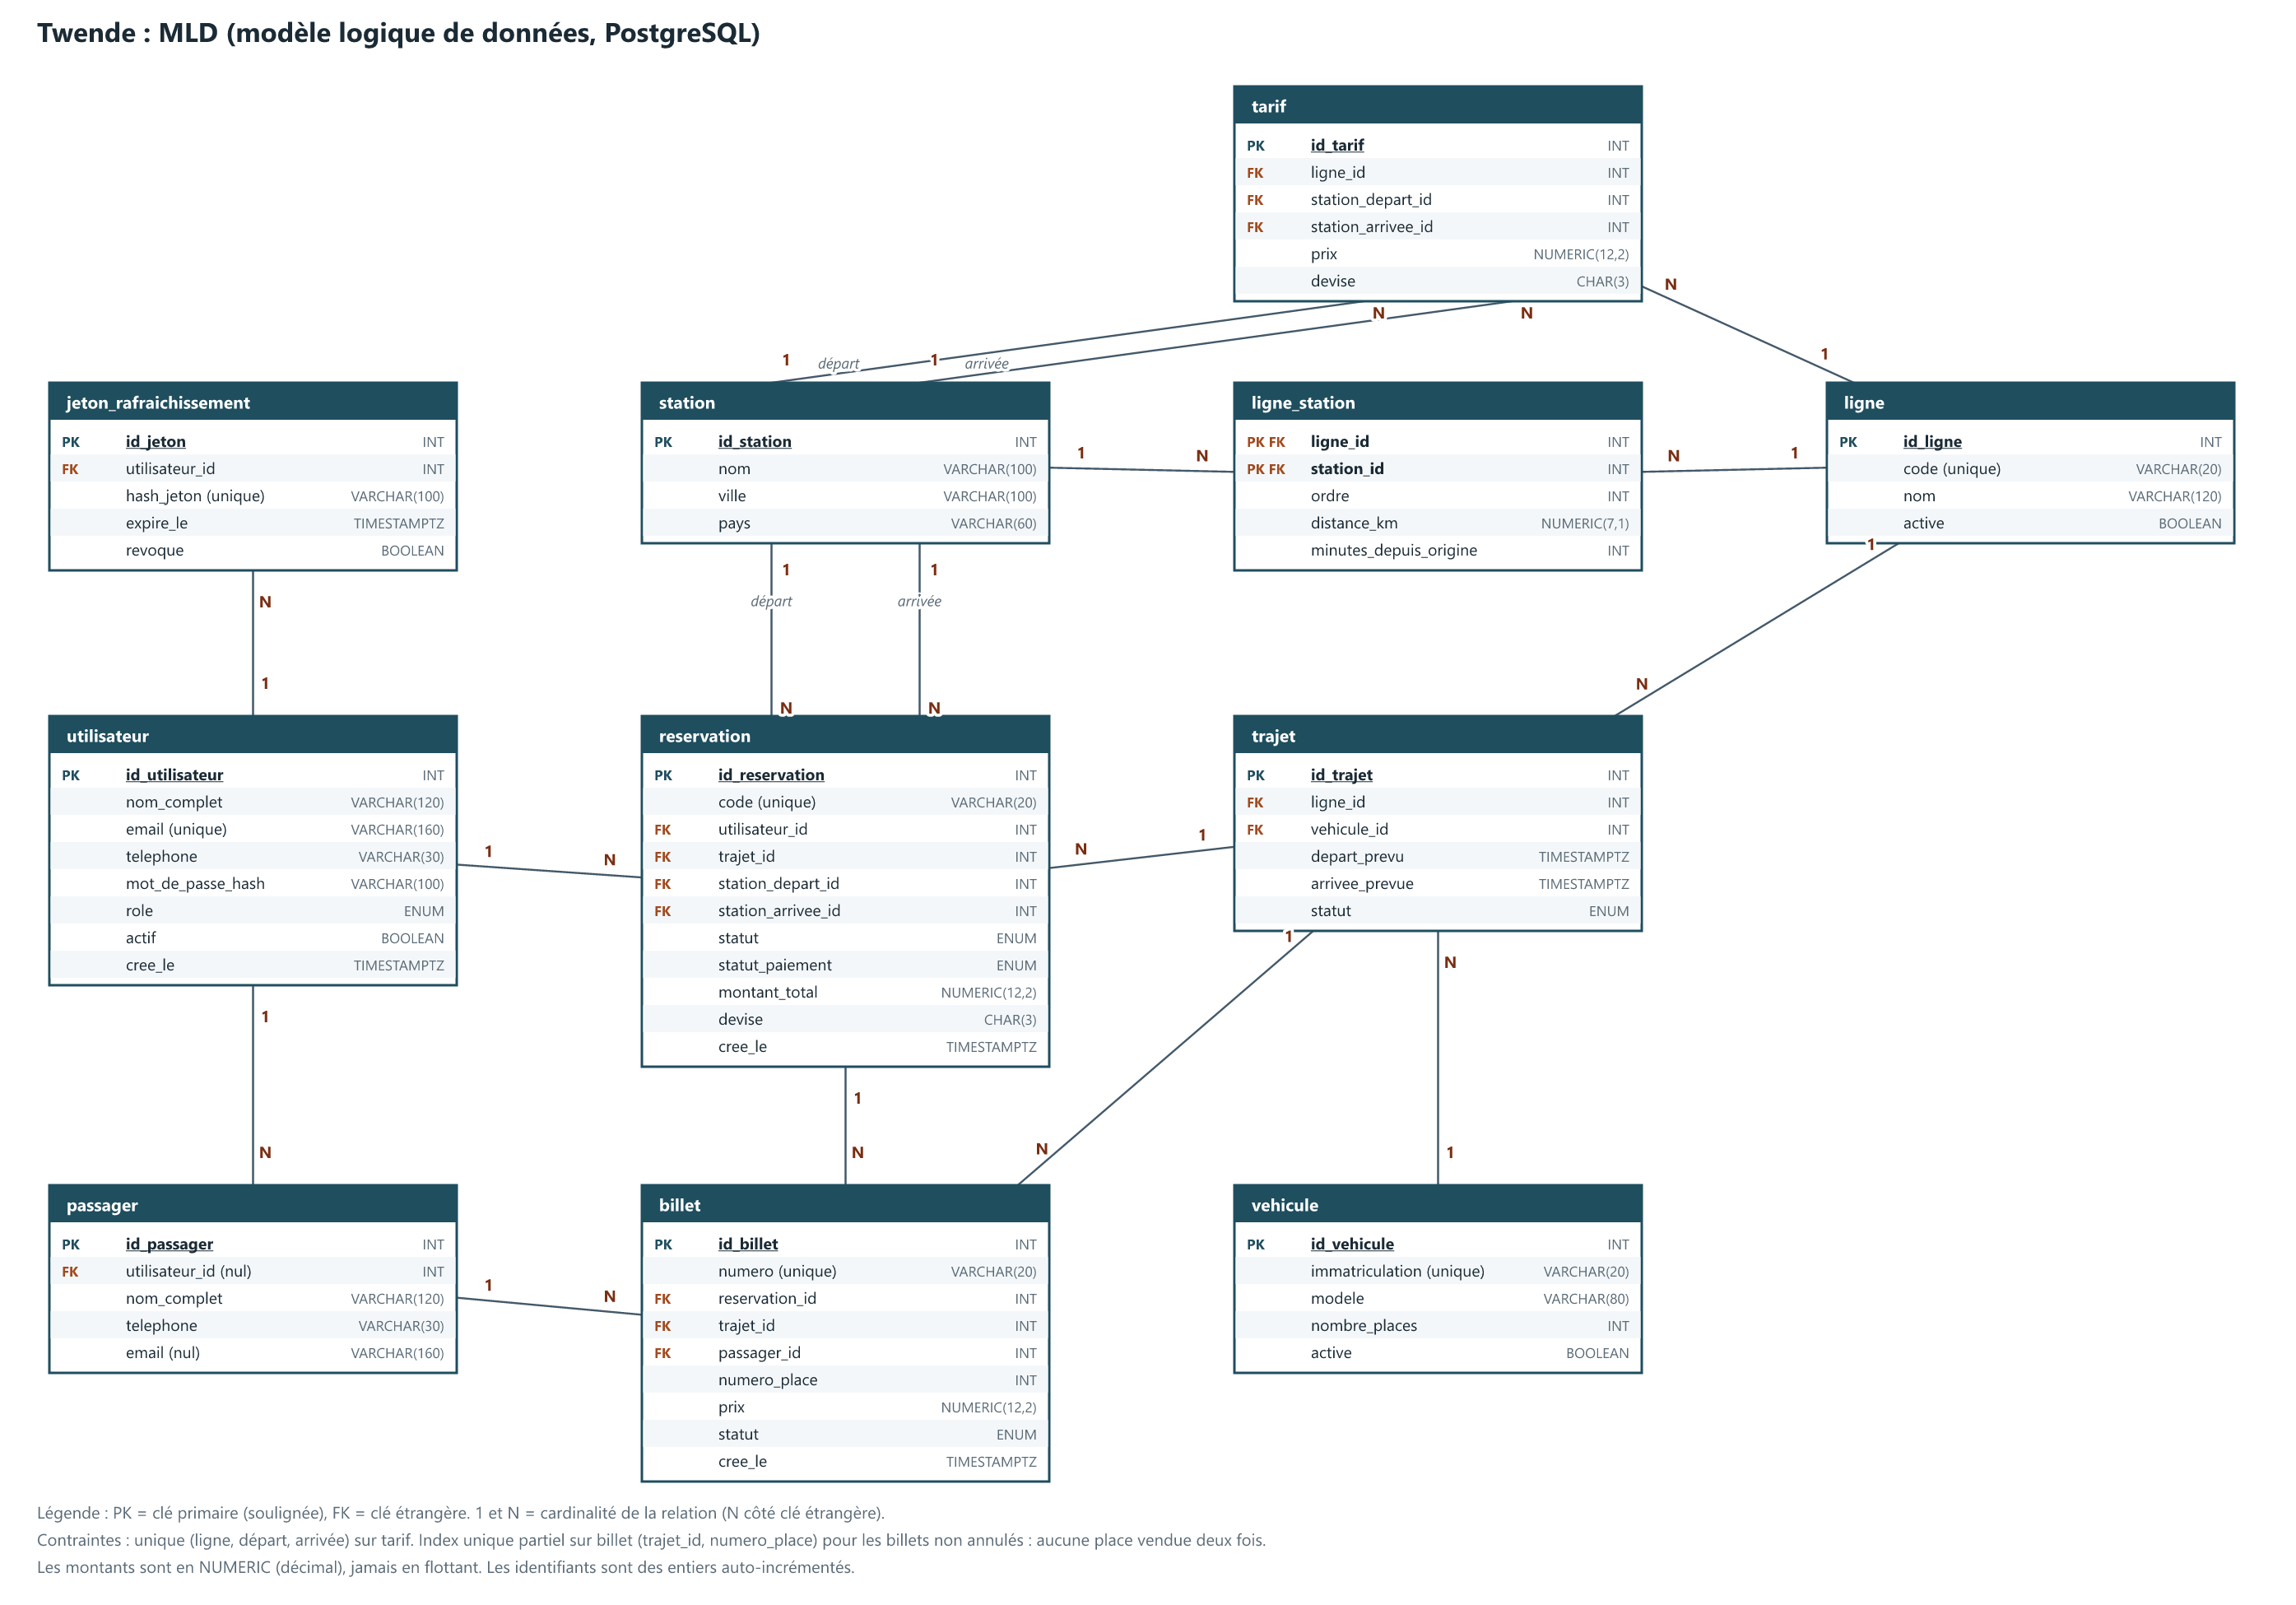 Twende : MLD (modèle logique de données, PostgreSQL)
tarif
PK id_tarif INT
FK ligne_id INT
FK station_depart_id INT
FK station_arrivee_id INT
prix NUMERIC(12,2)
devise CHAR(3)
N
N
N
1
départ
1
arrivée
1
jeton_rafraichissement
PK id_jeton INT
FK utilisateur_id INT
hash_jeton (unique) VARCHAR(100)
expire_le TIMESTAMPTZ
revoque BOOLEAN
station
PK id_station INT
nom VARCHAR(100)
ville VARCHAR(100)
pays VARCHAR(60)
1
N
ligne_station
PK FK ligne_id INT
PK FK station_id INT
ordre INT
distance_km NUMERIC(7,1)
minutes_depuis_origine INT
N
1
ligne
PK id_ligne INT
code (unique) VARCHAR(20)
nom VARCHAR(120)
active BOOLEAN
1
N
N
1
1
départ
N
1
arrivée
N
utilisateur
PK id_utilisateur INT
nom_complet VARCHAR(120)
email (unique) VARCHAR(160)
telephone VARCHAR(30)
mot_de_passe_hash VARCHAR(100)
role ENUM
actif BOOLEAN
cree_le TIMESTAMPTZ
1
N
reservation
PK id_reservation INT
code (unique) VARCHAR(20)
FK utilisateur_id INT
FK trajet_id INT
FK station_depart_id INT
FK station_arrivee_id INT
statut ENUM
statut_paiement ENUM
montant_total NUMERIC(12,2)
devise CHAR(3)
cree_le TIMESTAMPTZ
N
1
trajet
PK id_trajet INT
FK ligne_id INT
FK vehicule_id INT
depart_prevu TIMESTAMPTZ
arrivee_prevue TIMESTAMPTZ
statut ENUM
1
N
1
N
1
N
N
1
passager
PK id_passager INT
FK utilisateur_id (nul) INT
nom_complet VARCHAR(120)
telephone VARCHAR(30)
email (nul) VARCHAR(160)
1
N
billet
PK id_billet INT
numero (unique) VARCHAR(20)
FK reservation_id INT
FK trajet_id INT
FK passager_id INT
numero_place INT
prix NUMERIC(12,2)
statut ENUM
cree_le TIMESTAMPTZ
vehicule
PK id_vehicule INT
immatriculation (unique) VARCHAR(20)
modele VARCHAR(80)
nombre_places INT
active BOOLEAN
Légende : PK = clé primaire (soulignée), FK = clé étrangère. 1 et N = cardinalité de la relation (N côté clé étrangère).
Contraintes : unique (ligne, départ, arrivée) sur tarif. Index unique partiel sur billet (trajet_id, numero_place) pour les billets non annulés : aucune place vendue deux fois.
Les montants sont en NUMERIC (décimal), jamais en flottant. Les identifiants sont des entiers auto-incrémentés.